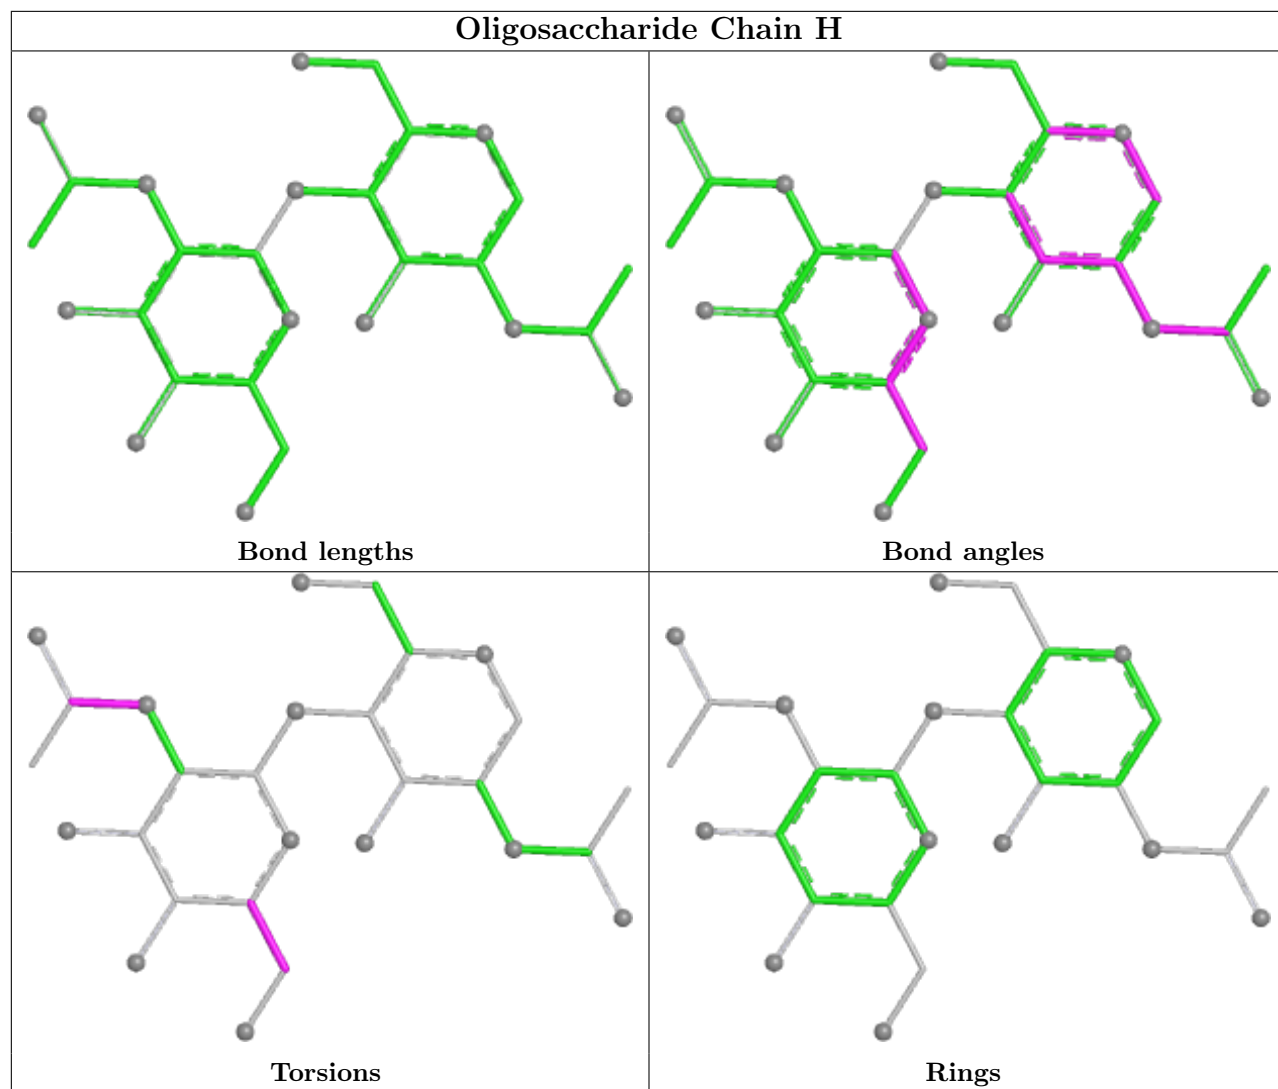 Oligosaccharide Chain H
Bond lengths
Bond angles
Torsions
Rings